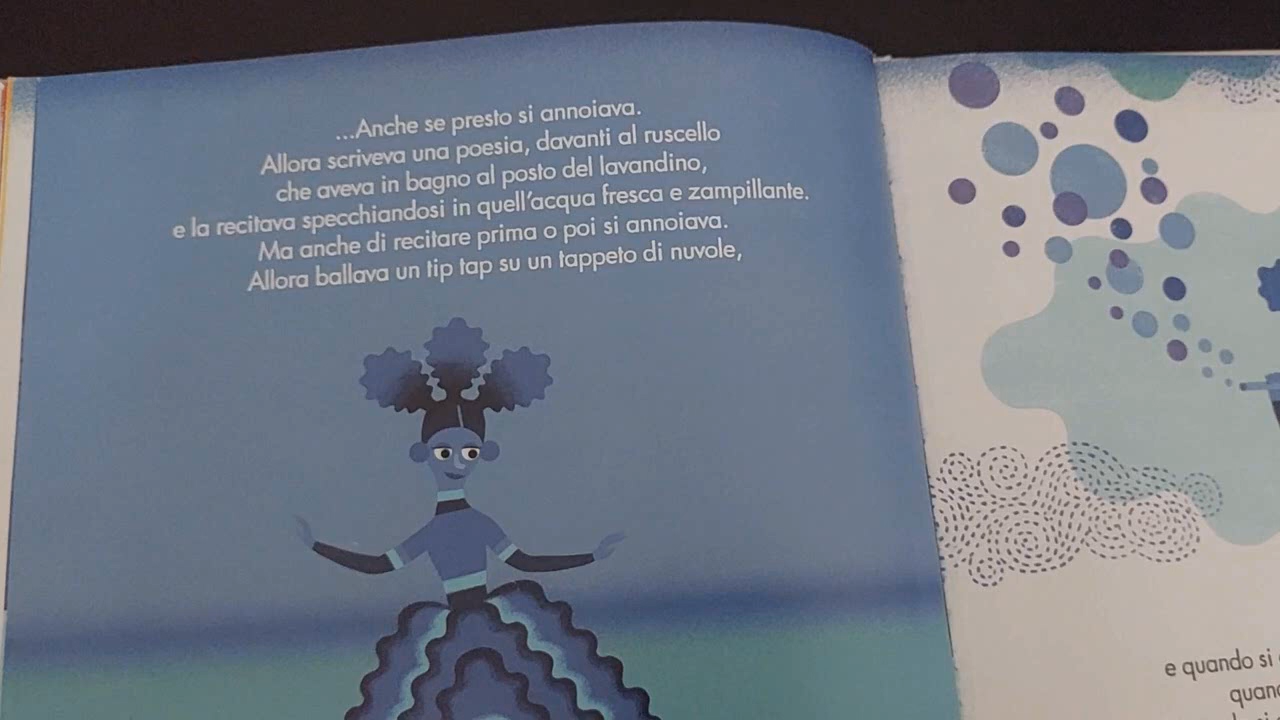 ...Anche se presto si annoiava.
Allora scriveva una poesia, davanti al ruscello
che aveva in bagno al posto del lavandino,
e la recitava specchiandosi in quell'acqua fresca e zampillante.
Ma anche di recitare prima o poi si annoiava.
Allora ballava un tip tap su un tappeto di nuvole,
e quando si